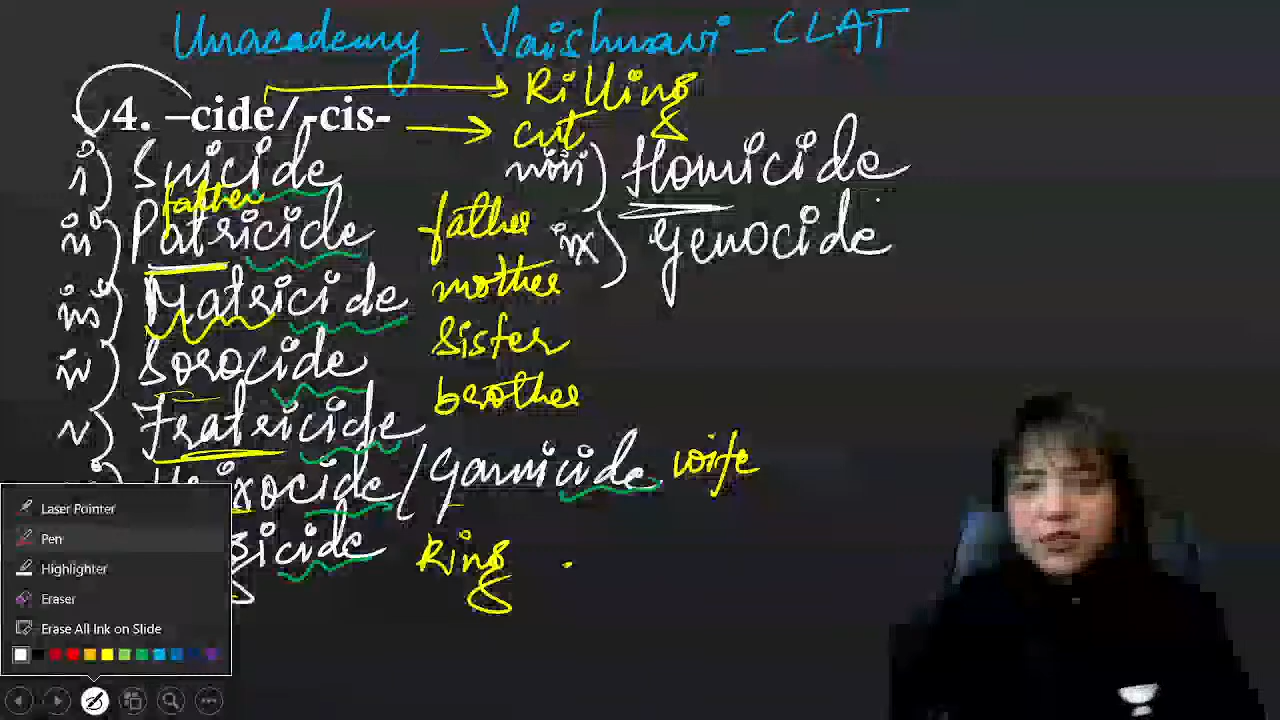 Unacademy - Vaishnavi - CLAT
4. –cide/-cis-
Killing
cut
i) Suicide
father
ii) Patricide father
iii) Matricide mother
iv) Sorocide sister
v) Fratricide brother
/ Gamicide wife
King
viii) Homicide
ix) Genocide
Laser Pointer
Pen
Highlighter
Eraser
Erase All Ink on Slide